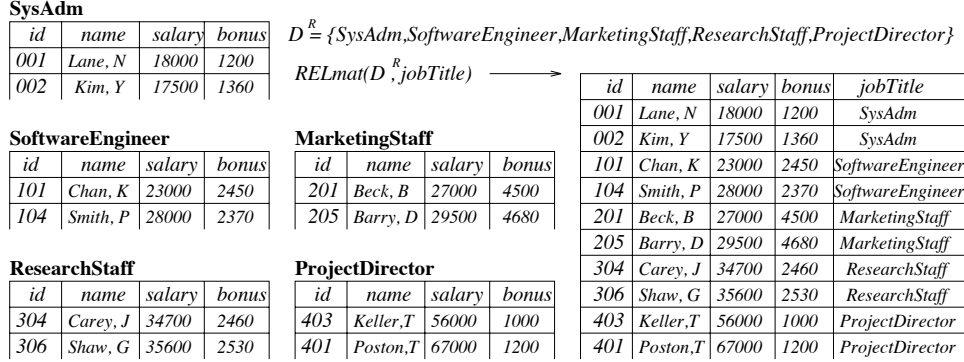 SysAdm
id name salary bonus
001 Lane, N 18000 1200
002 Kim, Y 17500 1360
D^R = {SysAdm,SoftwareEngineer,MarketingStaff,ResearchStaff,ProjectDirector}
RELmat(D^R, jobTitle)
SoftwareEngineer
id name salary bonus
101 Chan, K 23000 2450
104 Smith, P 28000 2370
MarketingStaff
id name salary bonus
201 Beck, B 27000 4500
205 Barry, D 29500 4680
ResearchStaff
id name salary bonus
304 Carey, J 34700 2460
306 Shaw, G 35600 2530
ProjectDirector
id name salary bonus
403 Keller,T 56000 1000
401 Poston,T 67000 1200
id name salary bonus jobTitle
001 Lane, N 18000 1200 SysAdm
002 Kim, Y 17500 1360 SysAdm
101 Chan, K 23000 2450 SoftwareEngineer
104 Smith, P 28000 2370 SoftwareEngineer
201 Beck, B 27000 4500 MarketingStaff
205 Barry, D 29500 4680 MarketingStaff
304 Carey, J 34700 2460 ResearchStaff
306 Shaw, G 35600 2530 ResearchStaff
403 Keller,T 56000 1000 ProjectDirector
401 Poston,T 67000 1200 ProjectDirector